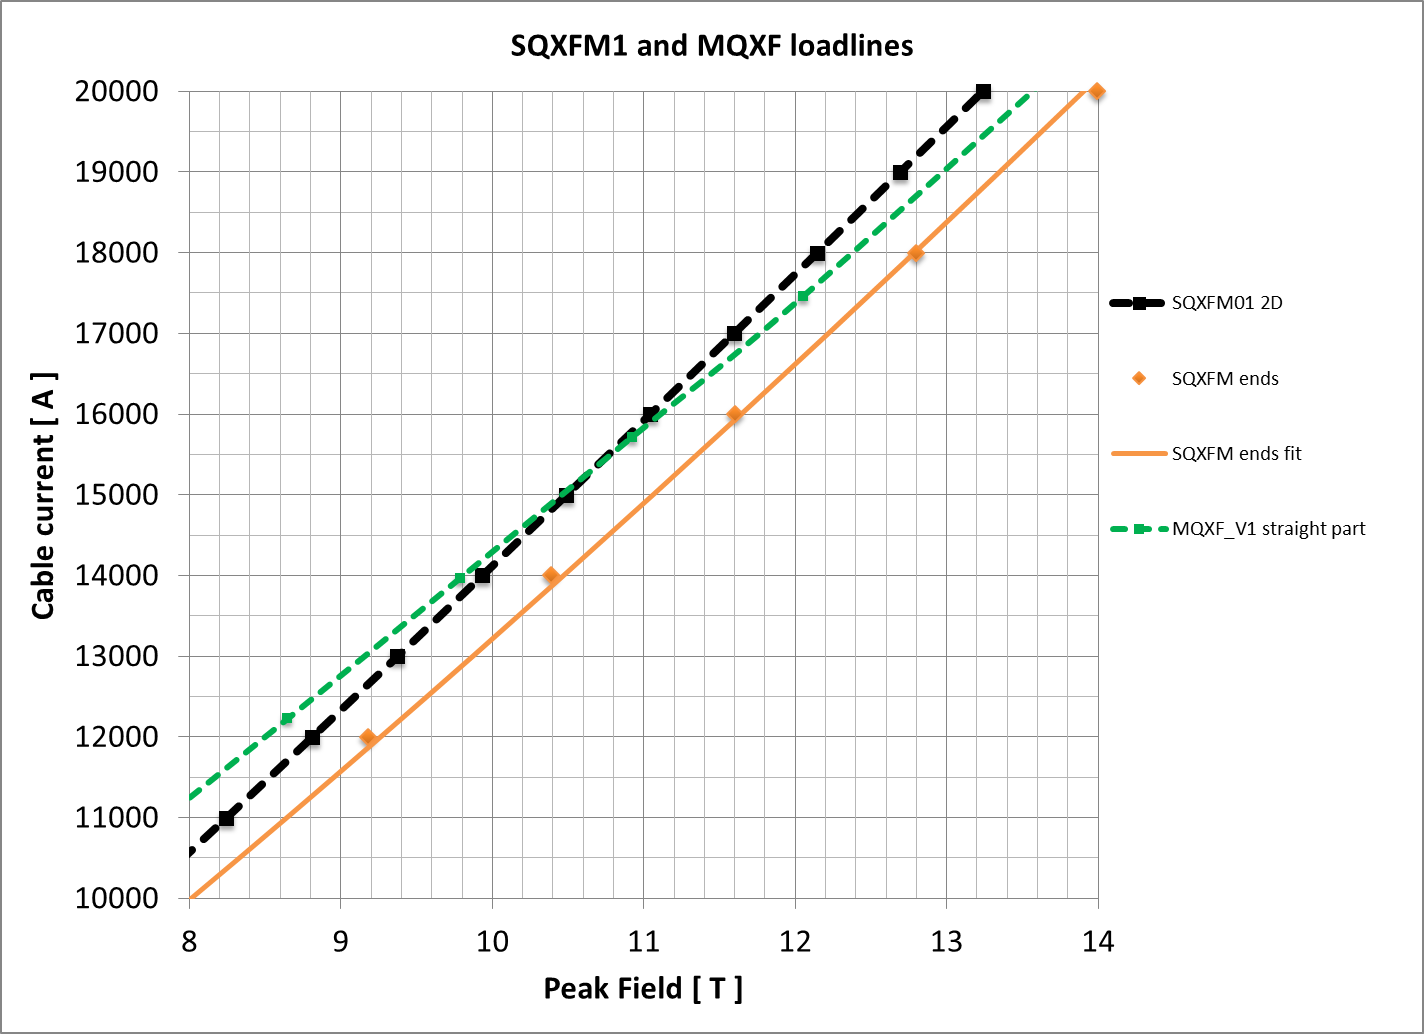 SQXFM1 and MQXF loadlines
20000
19000
18000
17000
16000
15000
14000
13000
12000
11000
10000
Cable current [ A ]
8 9 10 11 12 13 14
Peak Field [ T ]
SQXFM01 2D
SQXFM ends
SQXFM ends fit
MQXF_V1 straight part